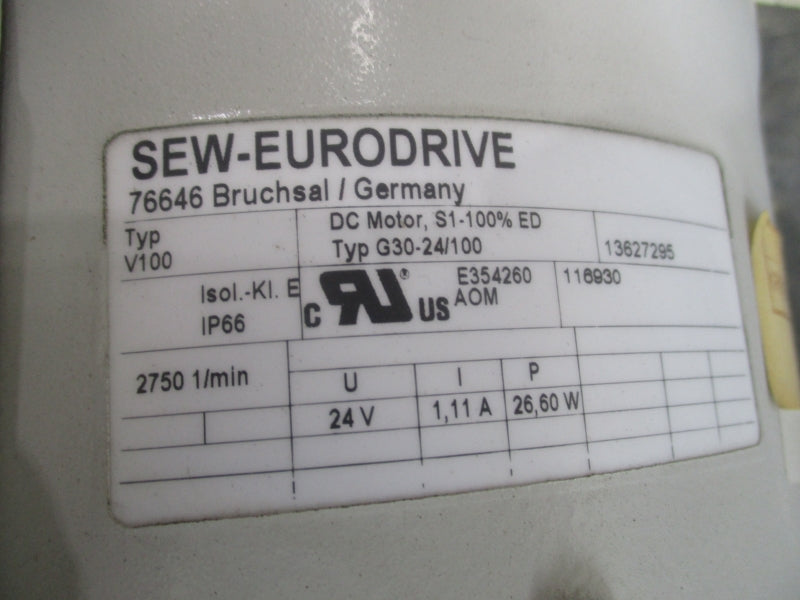 SEW-EURODRIVE
76646 Bruchsal / Germany
Typ
V100
DC Motor, S1-100% ED
Typ G30-24/100
13627295
Isol.-Kl. E
IP66
C RU ® US
E354260
AOM
116930
2750 1/min
U I P
24 V 1,11 A 26,60 W